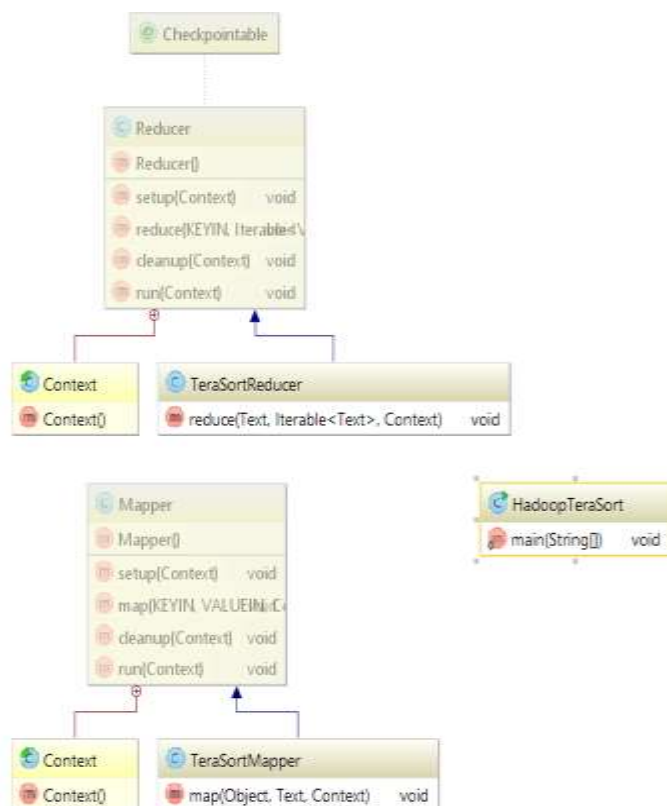 Checkpointable
Reducer
Reducer()
setup(Context) void
reduce(KEYIN, Iterable<V
cleanup(Context) void
run(Context) void
Context
Context()
TeraSortReducer
reduce(Text, Iterable<Text>, Context) void
Mapper
Mapper()
setup(Context) void
map(KEYIN, VALUEIN, Co
cleanup(Context) void
run(Context) void
HadoopTeraSort
main(String[]) void
Context
Context()
TeraSortMapper
map(Object, Text, Context) void